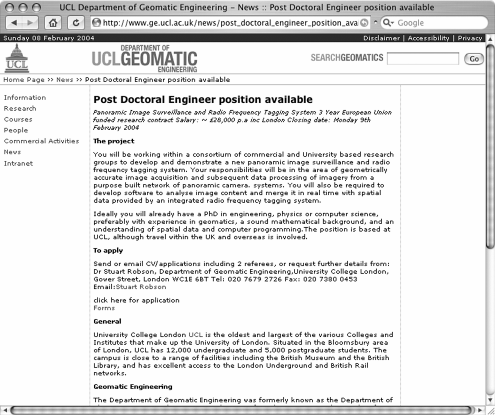 UCL Department of Geomatic Engineering - News :: Post Doctoral Engineer position available
http://www.ge.ucl.ac.uk/news/post_doctoral_engineer_position_ava
Google
Sunday 08 February 2004
Disclaimer | Accessibility | Privacy
UCL
DEPARTMENT OF
UCLGEOMATIC
ENGINEERING
SEARCHGEOMATICS
Go
Home Page >> News >> Post Doctoral Engineer position available
Information
Research
Courses
People
Commercial Activities
News
Intranet
Post Doctoral Engineer position available
Panoramic Image Surveillance and Radio Frequency Tagging System 3 Year European Union
funded research contract Salary: ~ £28,000 p.a inc London Closing date: Monday 9th
February 2004
The project
You will be working within a consortium of commercial and University based research
groups to develop and demonstrate a new panoramic image surveillance and radio
frequency tagging system. Your responsibilities will be in the area of geometrically
accurate image acquisition and subsequent data processing of imagery from a
purpose built network of panoramic camera. systems. You will also be required to
develop software to analyse image content and merge it in real time with spatial
data provided by an integrated radio frequency tagging system.
Ideally you will already have a PhD in engineering, physics or computer science,
preferably with experience in geomatics, a sound mathematical background, and an
understanding of spatial data and computer programming.The position is based at
UCL, although travel within the UK and overseas is involved.
To apply
Send or email CV/applications including 2 referees, or request further details from:
Dr Stuart Robson, Department of Geomatic Engineering,University College London,
Gower Street, London WC1E 6BT Tel: 020 7679 2726 Fax: 020 7380 0453
Email:Stuart Robson
click here for application
Forms
General
University College London UCL is the oldest and largest of the various Colleges and
Institutes that make up the University of London. Situated in the Bloomsbury area
of London, UCL has 12,000 undergraduate and 5,000 postgraduate students. The
campus is close to a range of facilities including the British Museum and the British
Library, and has excellent access to the London Underground and British Rail
networks.
Geomatic Engineering
The Department of Geomatic Engineering was formerly known as the Department of